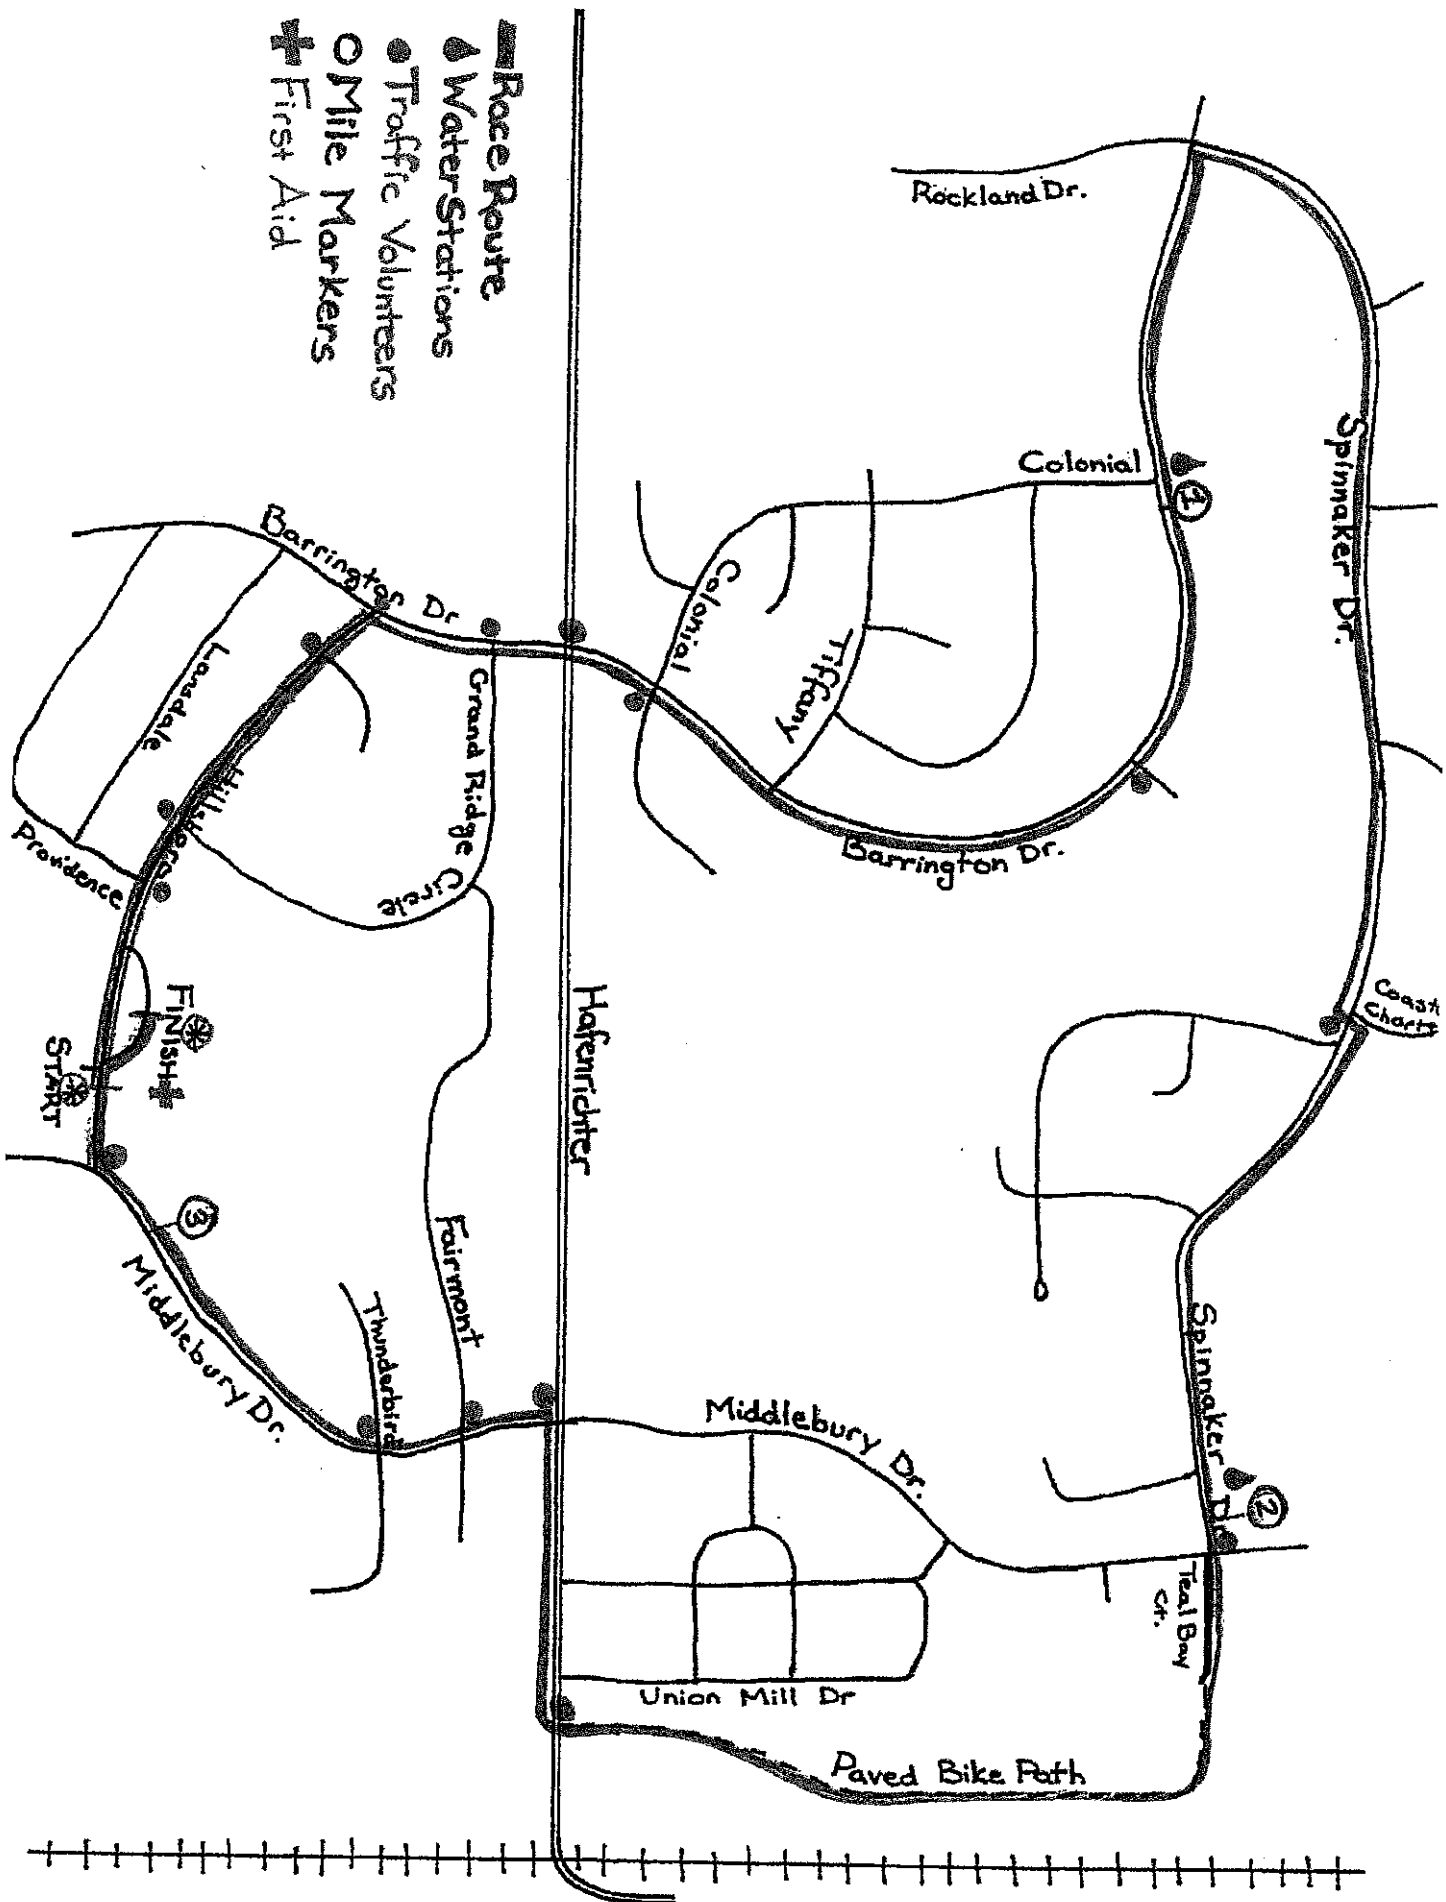 Race Route
Water Stations
Traffic Volunteers
O Mile Markers
First Aid
Rockland Dr.
Spinnaker Dr.
Colonial
1
Barrington Dr
Colonial
Tiffany
Lansdale
Grand Ridge Circle
Barrington Dr.
Providence
Coast
Charts
FINISH
START
Hafenrichter
3
Middlebury Dr.
Fairmont
Thunderbird
Middlebury Dr.
Spinnaker Dr.
2
Teal Bay
Ct.
Union Mill Dr
Paved Bike Path